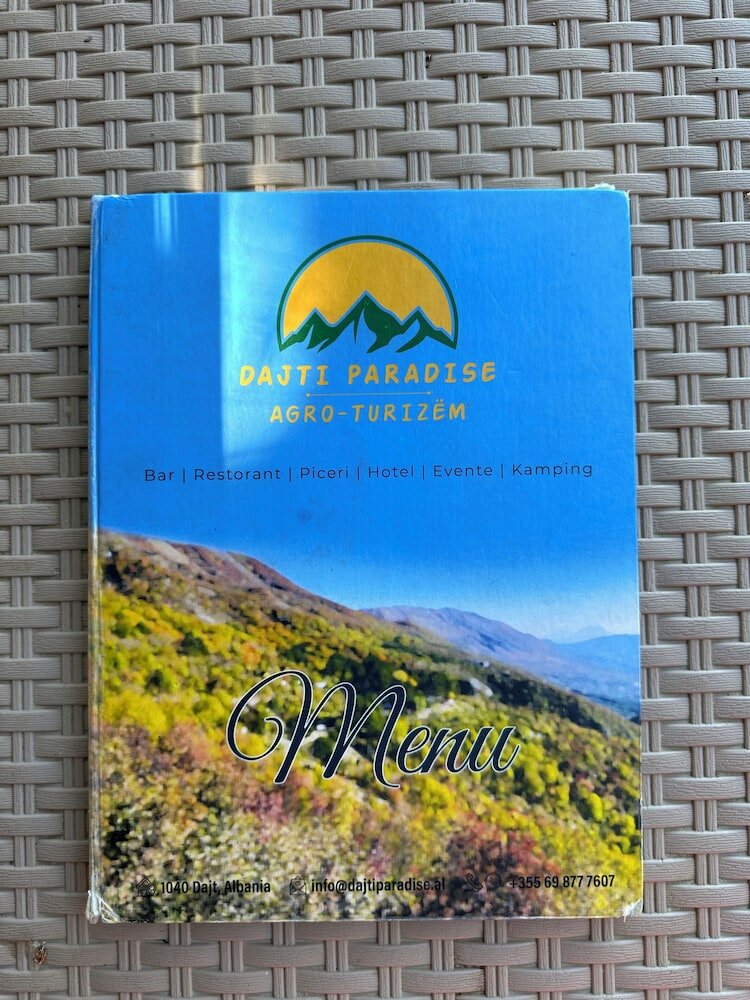 DAJTI PARADISE
AGRO-TURIZËM
Bar | Restorant | Piceri | Hotel | Evente | Kamping
Menu
1040 Dajt, Albania info@dajtiparadise.al +355 69 877 7607